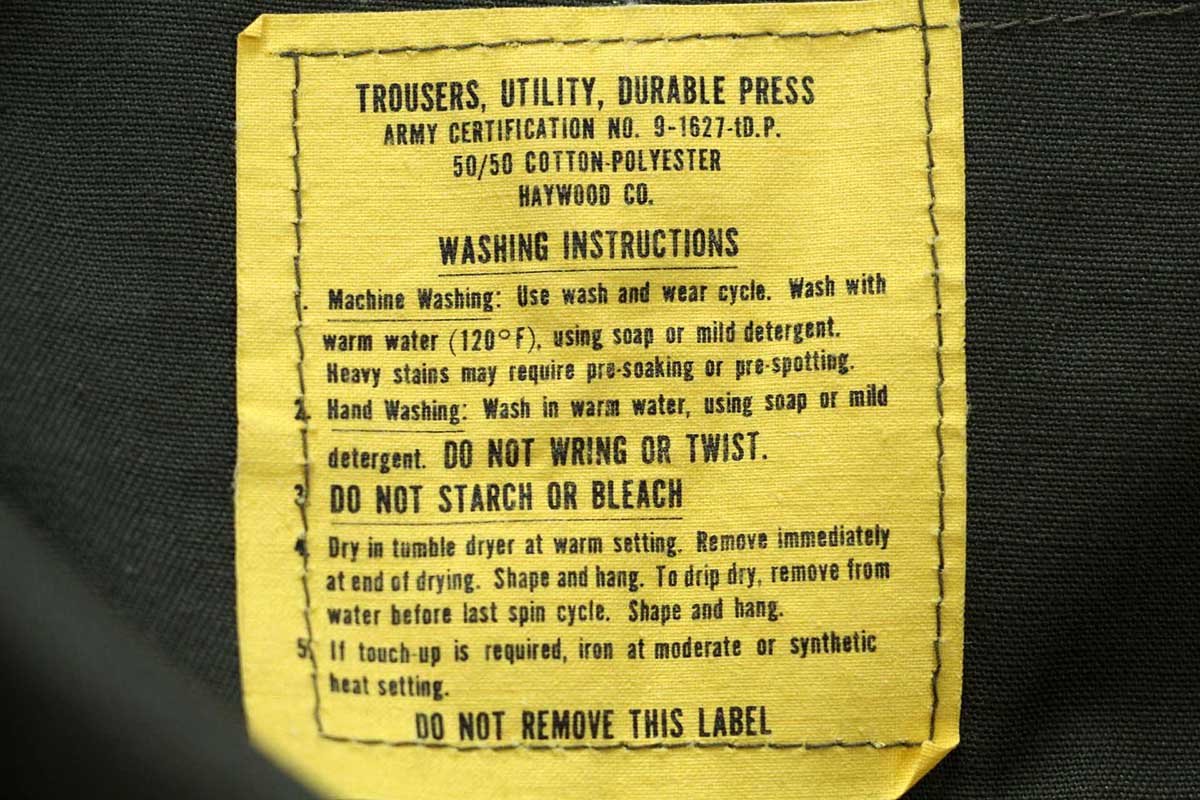 TROUSERS, UTILITY, DURABLE PRESS
ARMY CERTIFICATION NO. 9-1627-tD.P.
50/50 COTTON-POLYESTER
HAYWOOD CO.
WASHING INSTRUCTIONS
1. Machine Washing: Use wash and wear cycle. Wash with
warm water (120°F), using soap or mild detergent.
Heavy stains may require pre-soaking or pre-spotting.
2. Hand Washing: Wash in warm water, using soap or mild
detergent. DO NOT WRING OR TWIST.
3. DO NOT STARCH OR BLEACH
4. Dry in tumble dryer at warm setting. Remove immediately
at end of drying. Shape and hang. To drip dry, remove from
water before last spin cycle. Shape and hang.
5. If touch-up is required, iron at moderate or synthetic
heat setting.
DO NOT REMOVE THIS LABEL